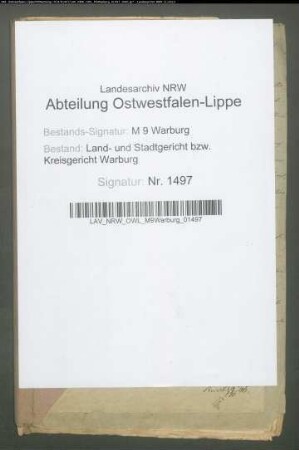 Landesarchiv NRW
Abteilung Ostwestfalen-Lippe
Bestands-Signatur: M 9 Warburg
Bestand: Land- und Stadtgericht bzw.
Kreisgericht Warburg
Signatur: Nr. 1497
LAV_NRW_OWL_M9Warburg_01497